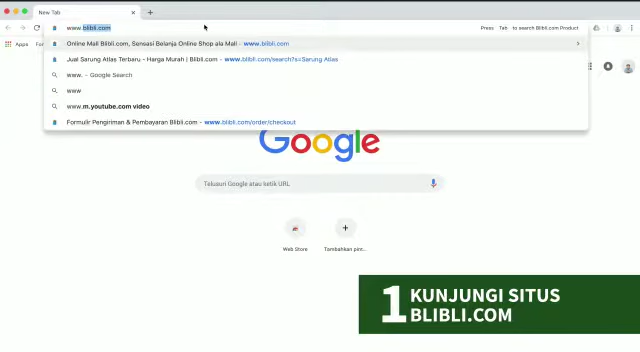 New Tab
www.blibli.com
Press Tab to search Blibli.com Product
Online Mall Blibli.com, Sensasi Belanja Online Shop ala Mall - www.blibli.com
Apps
Jual Sarung Atlas Terbaru - Harga Murah | Blibli.com - www.blibli.com/search?s=Sarung Atlas
www. - Google Search
www
www.m.youtube.com video
Formulir Pengiriman & Pembayaran Blibli.com - www.blibli.com/order/checkout
Google
Telusuri Google atau ketik URL
Web Store
Tambahkan pint...
1 KUNJUNGI SITUS
BLIBLI.COM